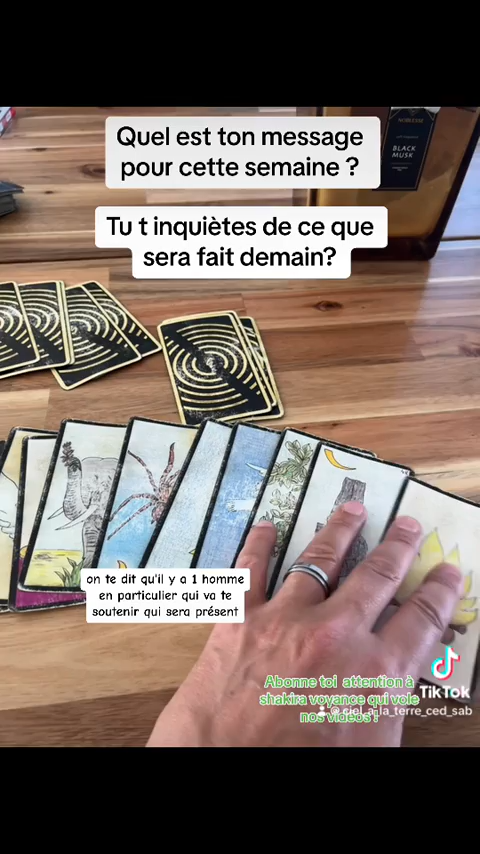 Quel est ton message
pour cette semaine ?
Tu t inquiètes de ce que
sera fait demain?
BLACK
MUSK
on te dit qu'il y a 1 homme
en particulier qui va te
soutenir qui sera présent
Abonne toi attention à
shakira voyance qui vole
nos vidéos !
TikTok
@ciel_a_la_terre_ced_sab